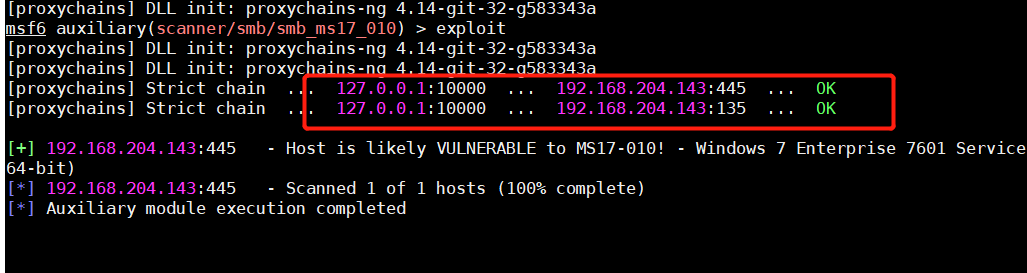 [proxychains] DLL init: proxychains-ng 4.14-git-32-g583343a
msf6 auxiliary(scanner/smb/smb_ms17_010) > exploit
[proxychains] DLL init: proxychains-ng 4.14-git-32-g583343a
[proxychains] DLL init: proxychains-ng 4.14-git-32-g583343a
[proxychains] Strict chain  ...  127.0.0.1:10000  ...  192.168.204.143:445  ...  OK
[proxychains] Strict chain  ...  127.0.0.1:10000  ...  192.168.204.143:135  ...  OK
[+] 192.168.204.143:445   - Host is likely VULNERABLE to MS17-010! - Windows 7 Enterprise 7601 Service
64-bit)
[*] 192.168.204.143:445   - Scanned 1 of 1 hosts (100% complete)
[*] Auxiliary module execution completed